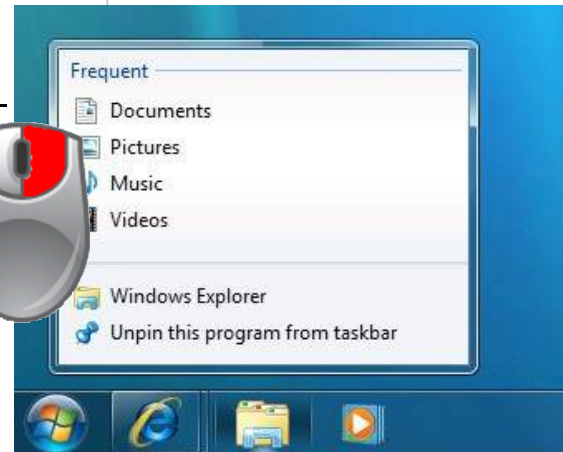 Frequent
Documents
Pictures
Music
Videos
Windows Explorer
Unpin this program from taskbar